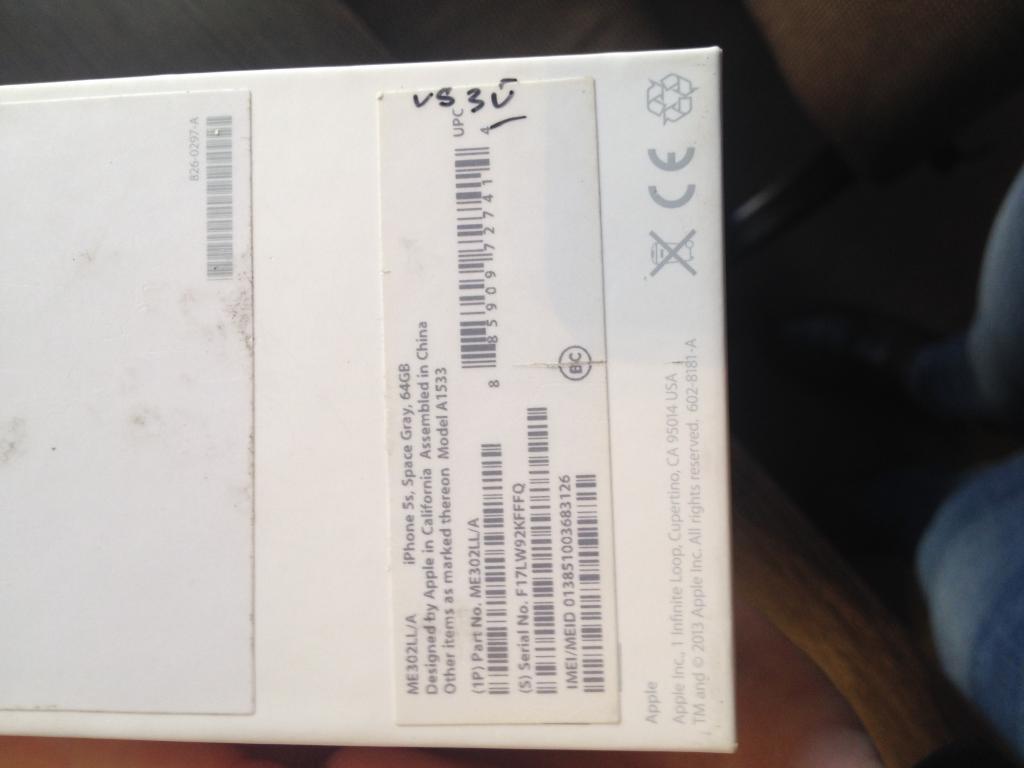 826-0297-A
ME302LL/A iPhone 5s, Space Gray, 64GB
Designed by Apple in California Assembled in China
Other items as marked thereon Model A1533
(1P) Part No. ME302LL/A
(S) Serial No. F17LW92KFFFQ
IMEI/MEID 013851003683126
UPC
8 85909 72741 4
BC
CE
Apple
Apple Inc., 1 Infinite Loop, Cupertino, CA 95014 USA
TM and © 2013 Apple Inc. All rights reserved. 602-8181-A